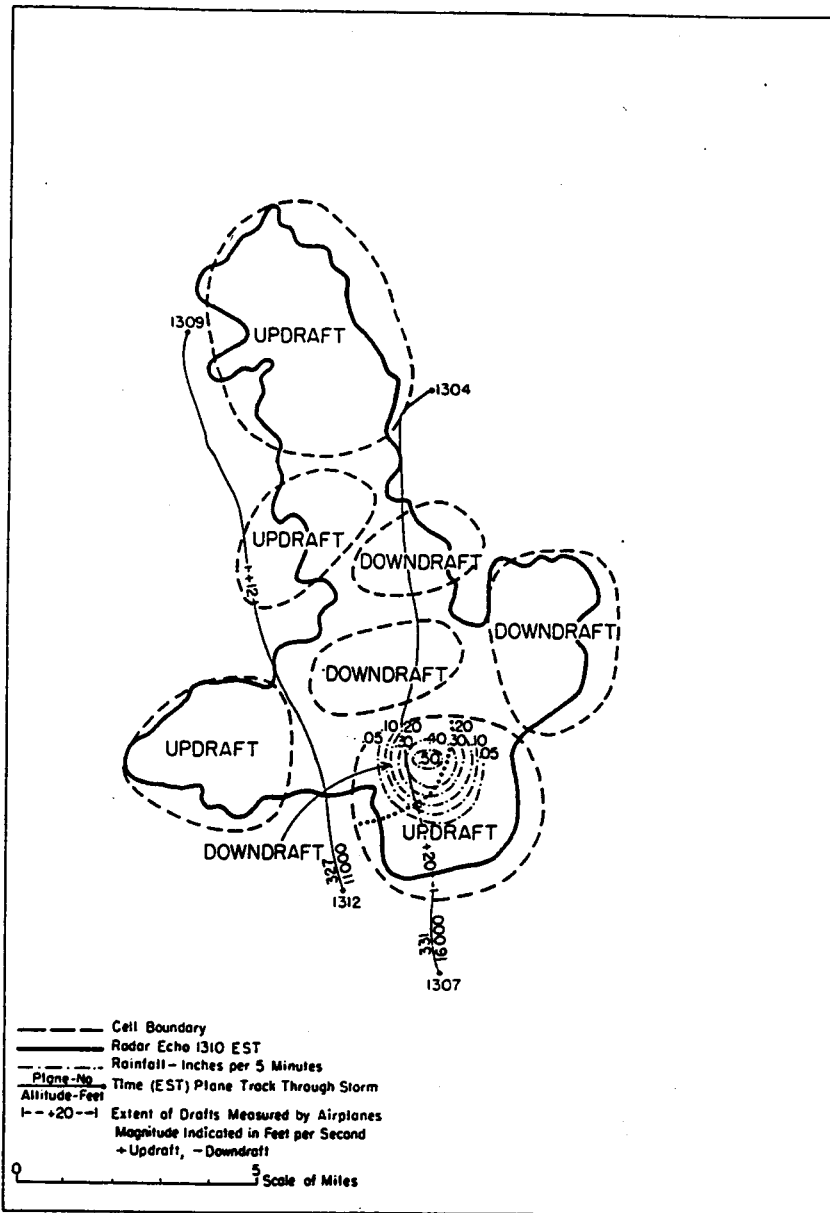 UPDRAFT
1309
1304
UPDRAFT
DOWNDRAFT
+12
DOWNDRAFT
DOWNDRAFT
UPDRAFT
.05 .10 .20 .30 .40 .50 .20 .30 .10 .05
UPDRAFT
DOWNDRAFT
+20
327
11000
1312
331
16000
1307
Cell Boundary
Radar Echo 1310 EST
Rainfall - Inches per 5 Minutes
Plane-No
Altitude-Feet
Time (EST) Plane Track Through Storm
+20 Extent of Drafts Measured by Airplanes
Magnitude Indicated in Feet per Second
+Updraft, -Downdraft
0 5 Scale of Miles